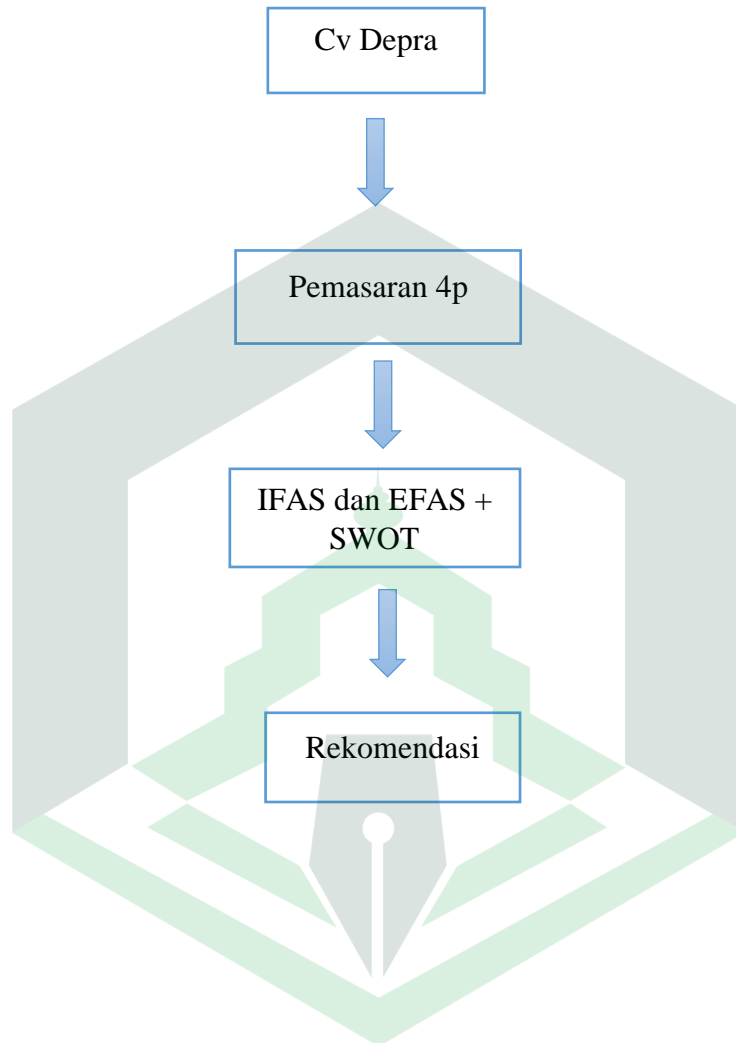 Cv Depra
Pemasaran 4p
IFAS dan EFAS +
SWOT
Rekomendasi